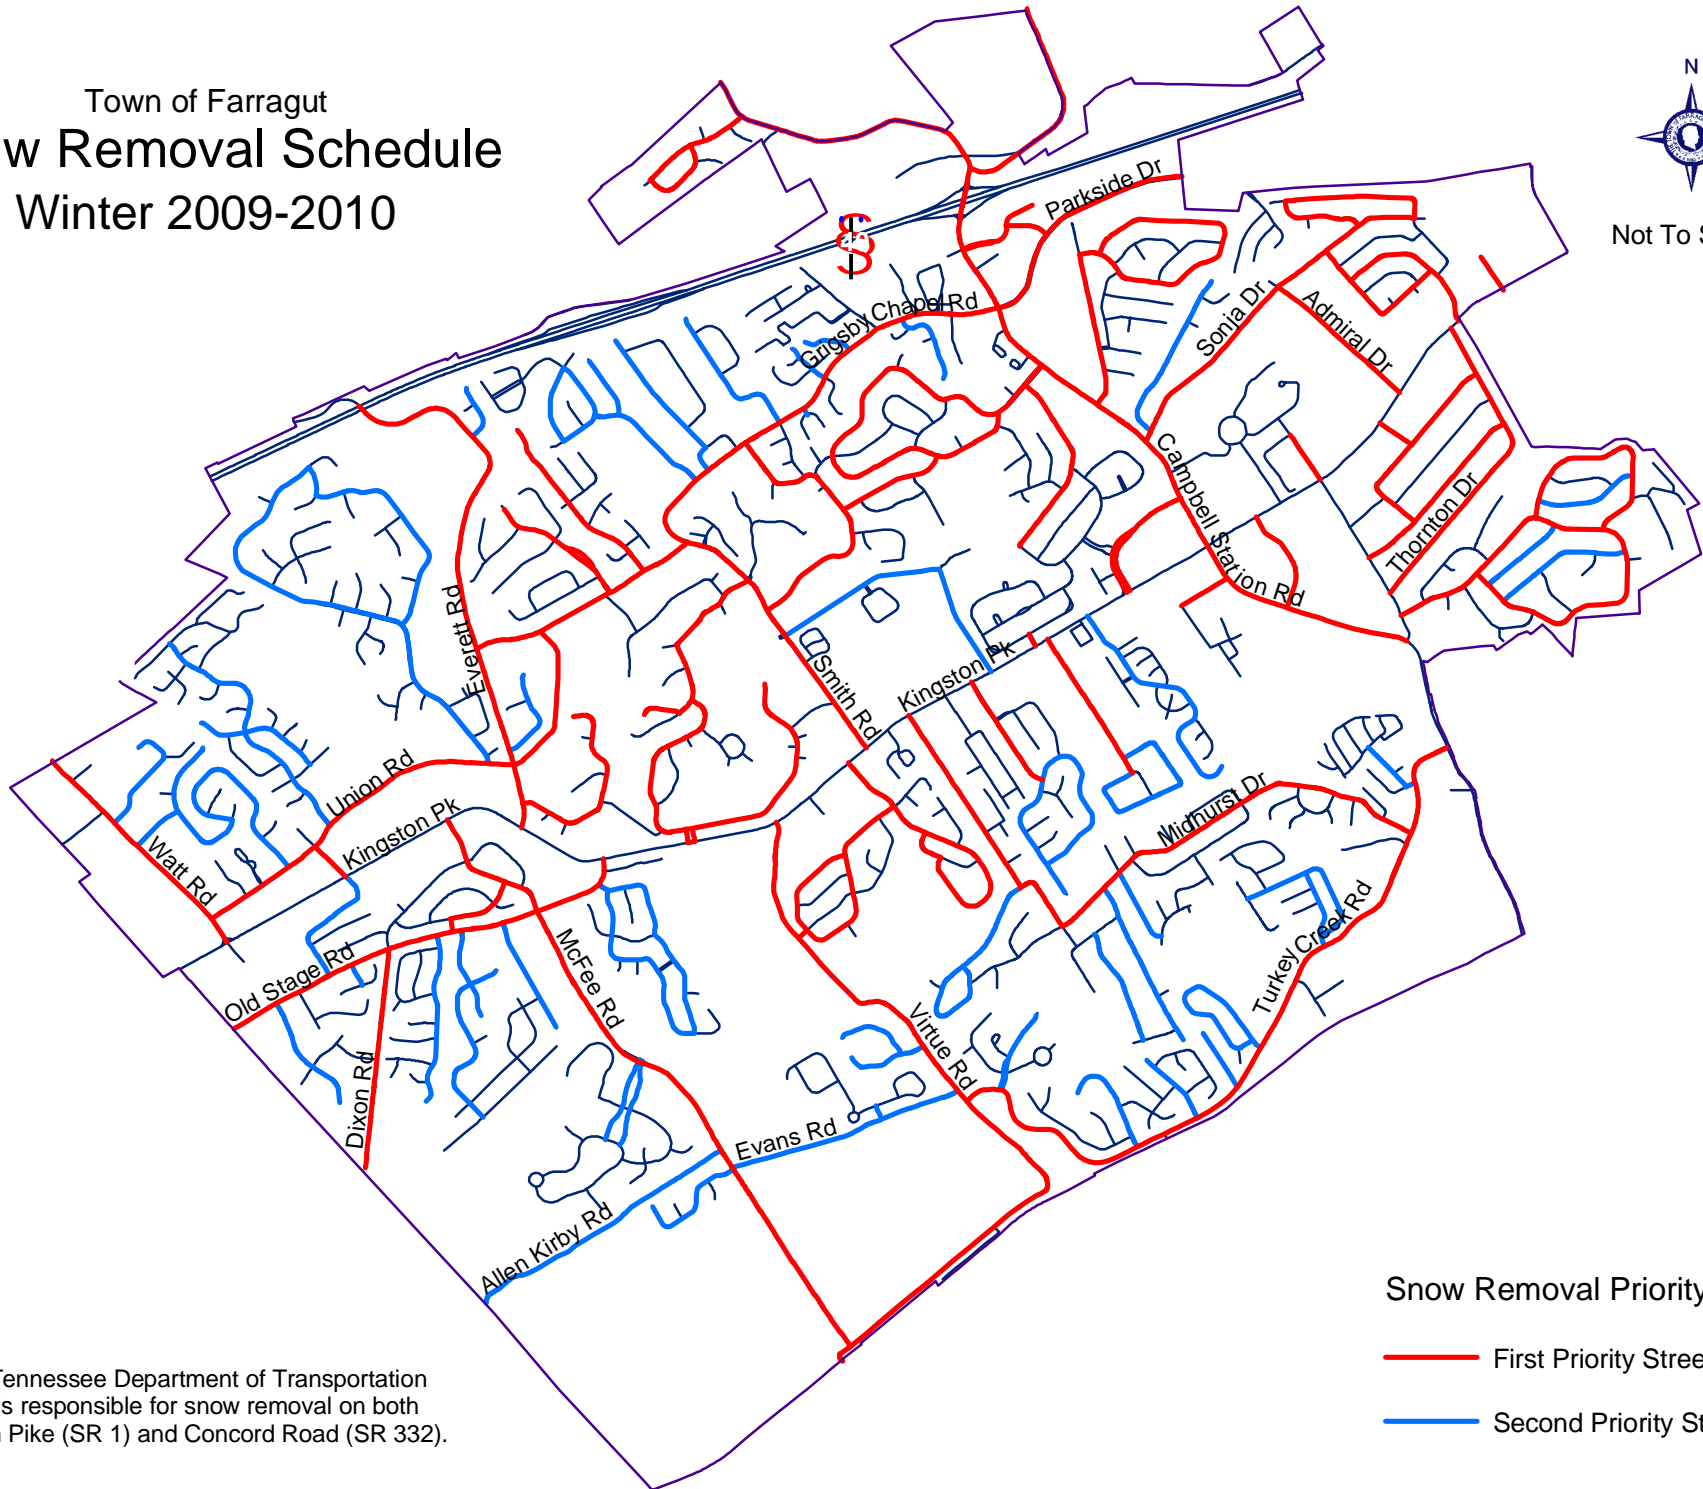 Town of Farragut
w Removal Schedule
Winter 2009-2010
N
Not To S
Parkside Dr
Grigsby Chapel Rd
Sonja Dr
Admiral Dr
Campbell Station Rd
Thornton Dr
Everett Rd
Smith Rd
Kingston Pk
Union Rd
Kingston Pk
Watt Rd
Midhurst Dr
Old Stage Rd
McFee Rd
Turkey Creek Rd
Virtue Rd
Dixon Rd
Evans Rd
Allen Kirby Rd
Snow Removal Priority
First Priority Stree
Second Priority St
Tennessee Department of Transportation
is responsible for snow removal on both
n Pike (SR 1) and Concord Road (SR 332).